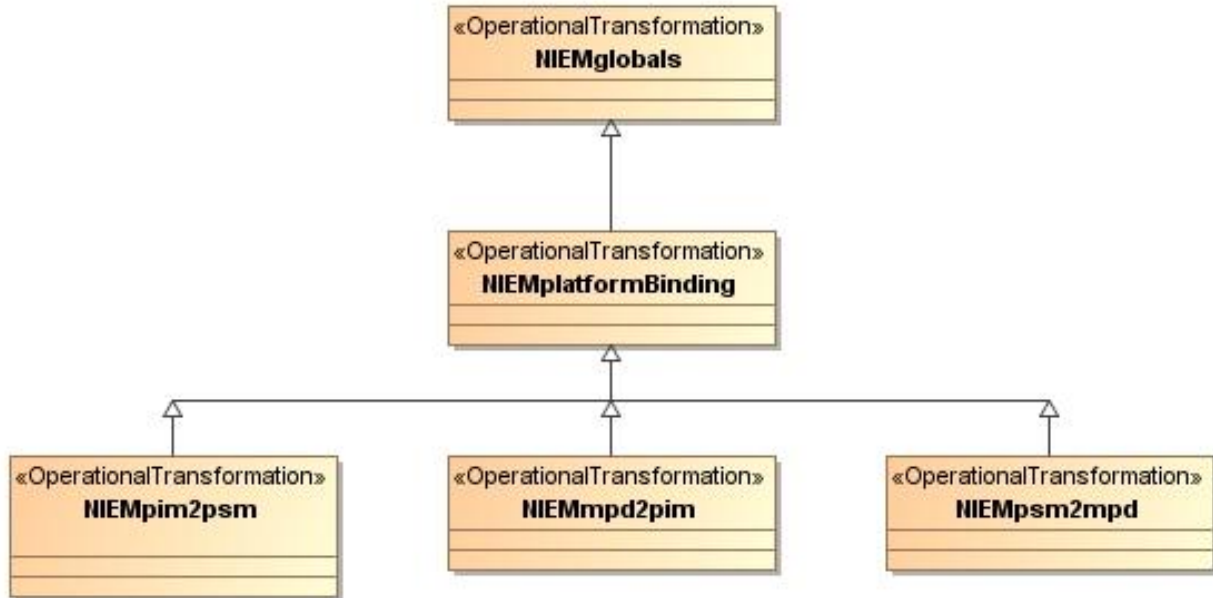 «OperationalTransformation»
NIEMglobals
«OperationalTransformation»
NIEMplatformBinding
«OperationalTransformation»
NIEMpim2psm
«OperationalTransformation»
NIEMmpd2pim
«OperationalTransformation»
NIEMpsm2mpd